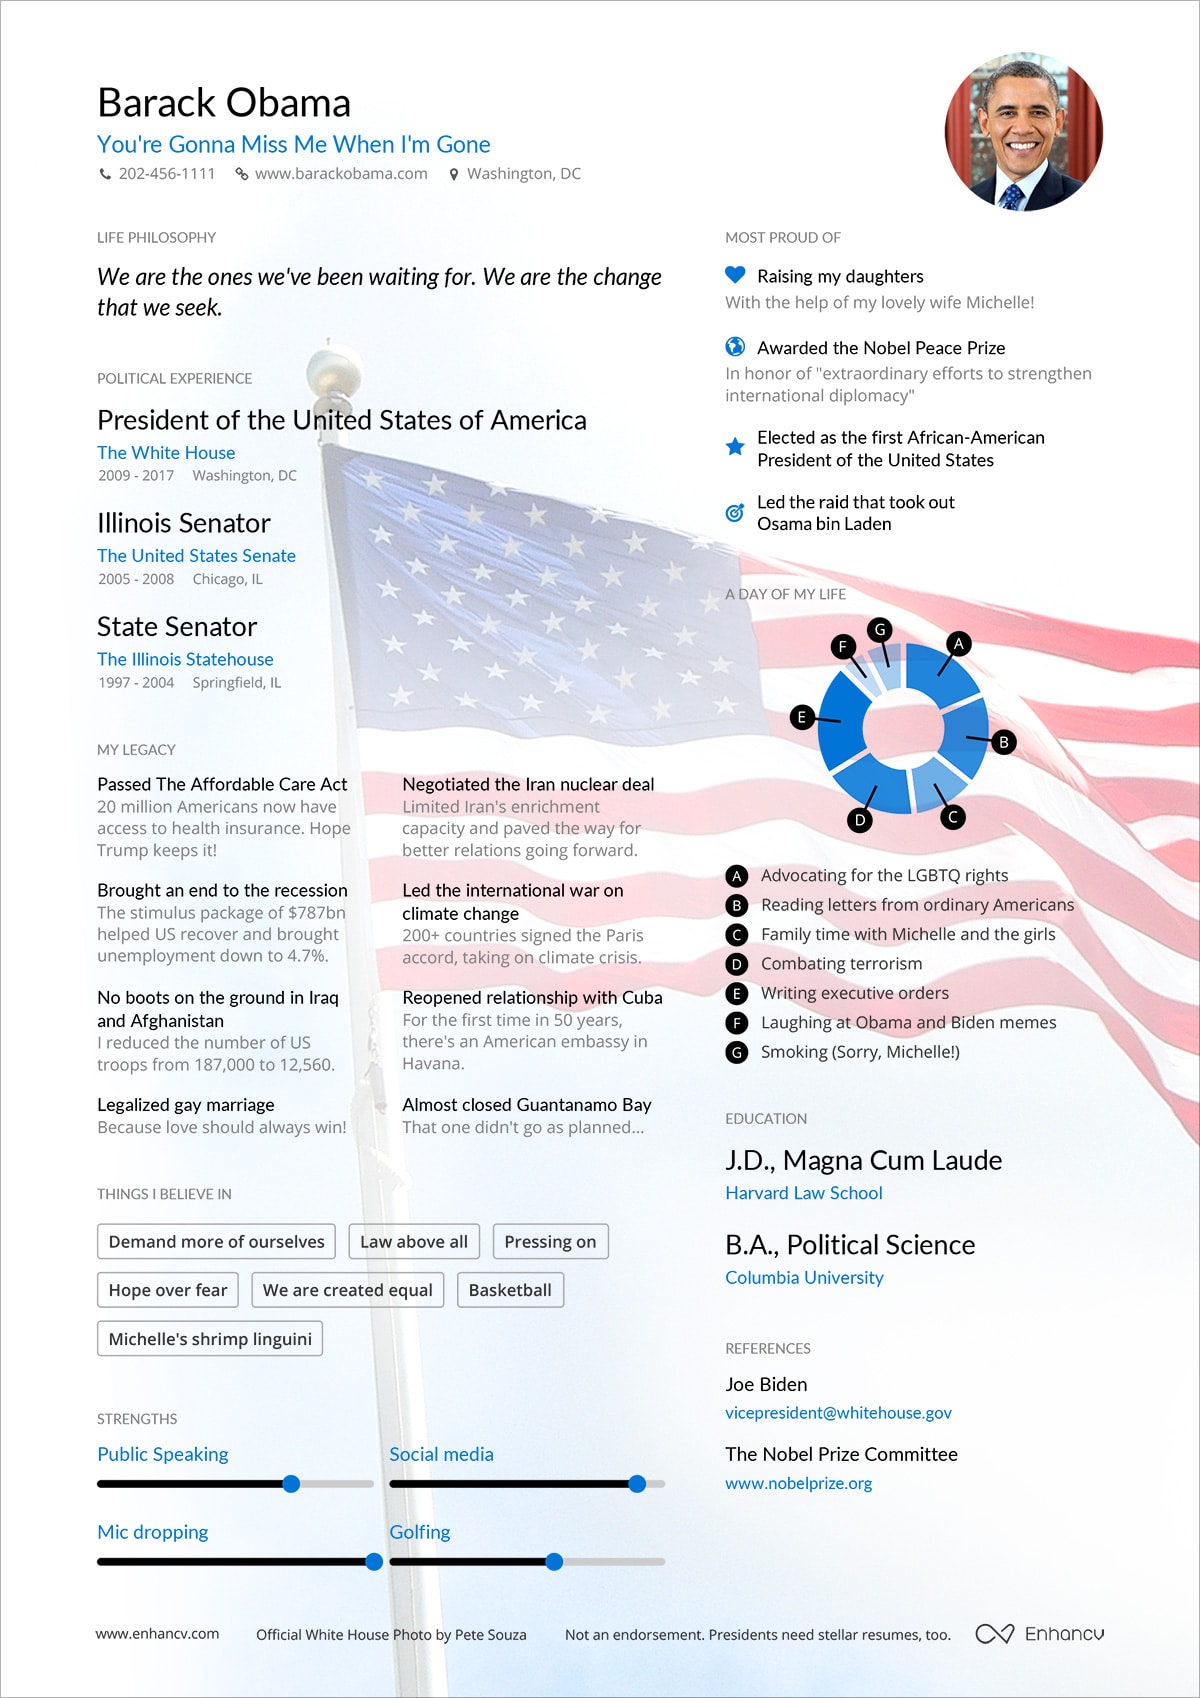 Barack Obama
You're Gonna Miss Me When I'm Gone
202-456-1111 www.barackobama.com Washington, DC
LIFE PHILOSOPHY
We are the ones we've been waiting for. We are the change
that we seek.
POLITICAL EXPERIENCE
President of the United States of America
The White House
2009 - 2017 Washington, DC
Illinois Senator
The United States Senate
2005 - 2008 Chicago, IL
State Senator
The Illinois Statehouse
1997 - 2004 Springfield, IL
MY LEGACY
Passed The Affordable Care Act
20 million Americans now have
access to health insurance. Hope
Trump keeps it!
Brought an end to the recession
The stimulus package of $787bn
helped US recover and brought
unemployment down to 4.7%.
No boots on the ground in Iraq
and Afghanistan
I reduced the number of US
troops from 187,000 to 12,560.
Legalized gay marriage
Because love should always win!
Negotiated the Iran nuclear deal
Limited Iran's enrichment
capacity and paved the way for
better relations going forward.
Led the international war on
climate change
200+ countries signed the Paris
accord, taking on climate crisis.
Reopened relationship with Cuba
For the first time in 50 years,
there's an American embassy in
Havana.
Almost closed Guantanamo Bay
That one didn't go as planned...
THINGS I BELIEVE IN
Demand more of ourselves Law above all Pressing on
Hope over fear We are created equal Basketball
Michelle's shrimp linguini
STRENGTHS
Public Speaking Social media
Mic dropping Golfing
MOST PROUD OF
Raising my daughters
With the help of my lovely wife Michelle!
Awarded the Nobel Peace Prize
In honor of "extraordinary efforts to strengthen
international diplomacy"
Elected as the first African-American
President of the United States
Led the raid that took out
Osama bin Laden
A DAY OF MY LIFE
G
A
F
E
B
D
C
A Advocating for the LGBTQ rights
B Reading letters from ordinary Americans
C Family time with Michelle and the girls
D Combating terrorism
E Writing executive orders
F Laughing at Obama and Biden memes
G Smoking (Sorry, Michelle!)
EDUCATION
J.D., Magna Cum Laude
Harvard Law School
B.A., Political Science
Columbia University
REFERENCES
Joe Biden
vicepresident@whitehouse.gov
The Nobel Prize Committee
www.nobelprize.org
www.enhancv.com Official White House Photo by Pete Souza Not an endorsement. Presidents need stellar resumes, too. Enhancv